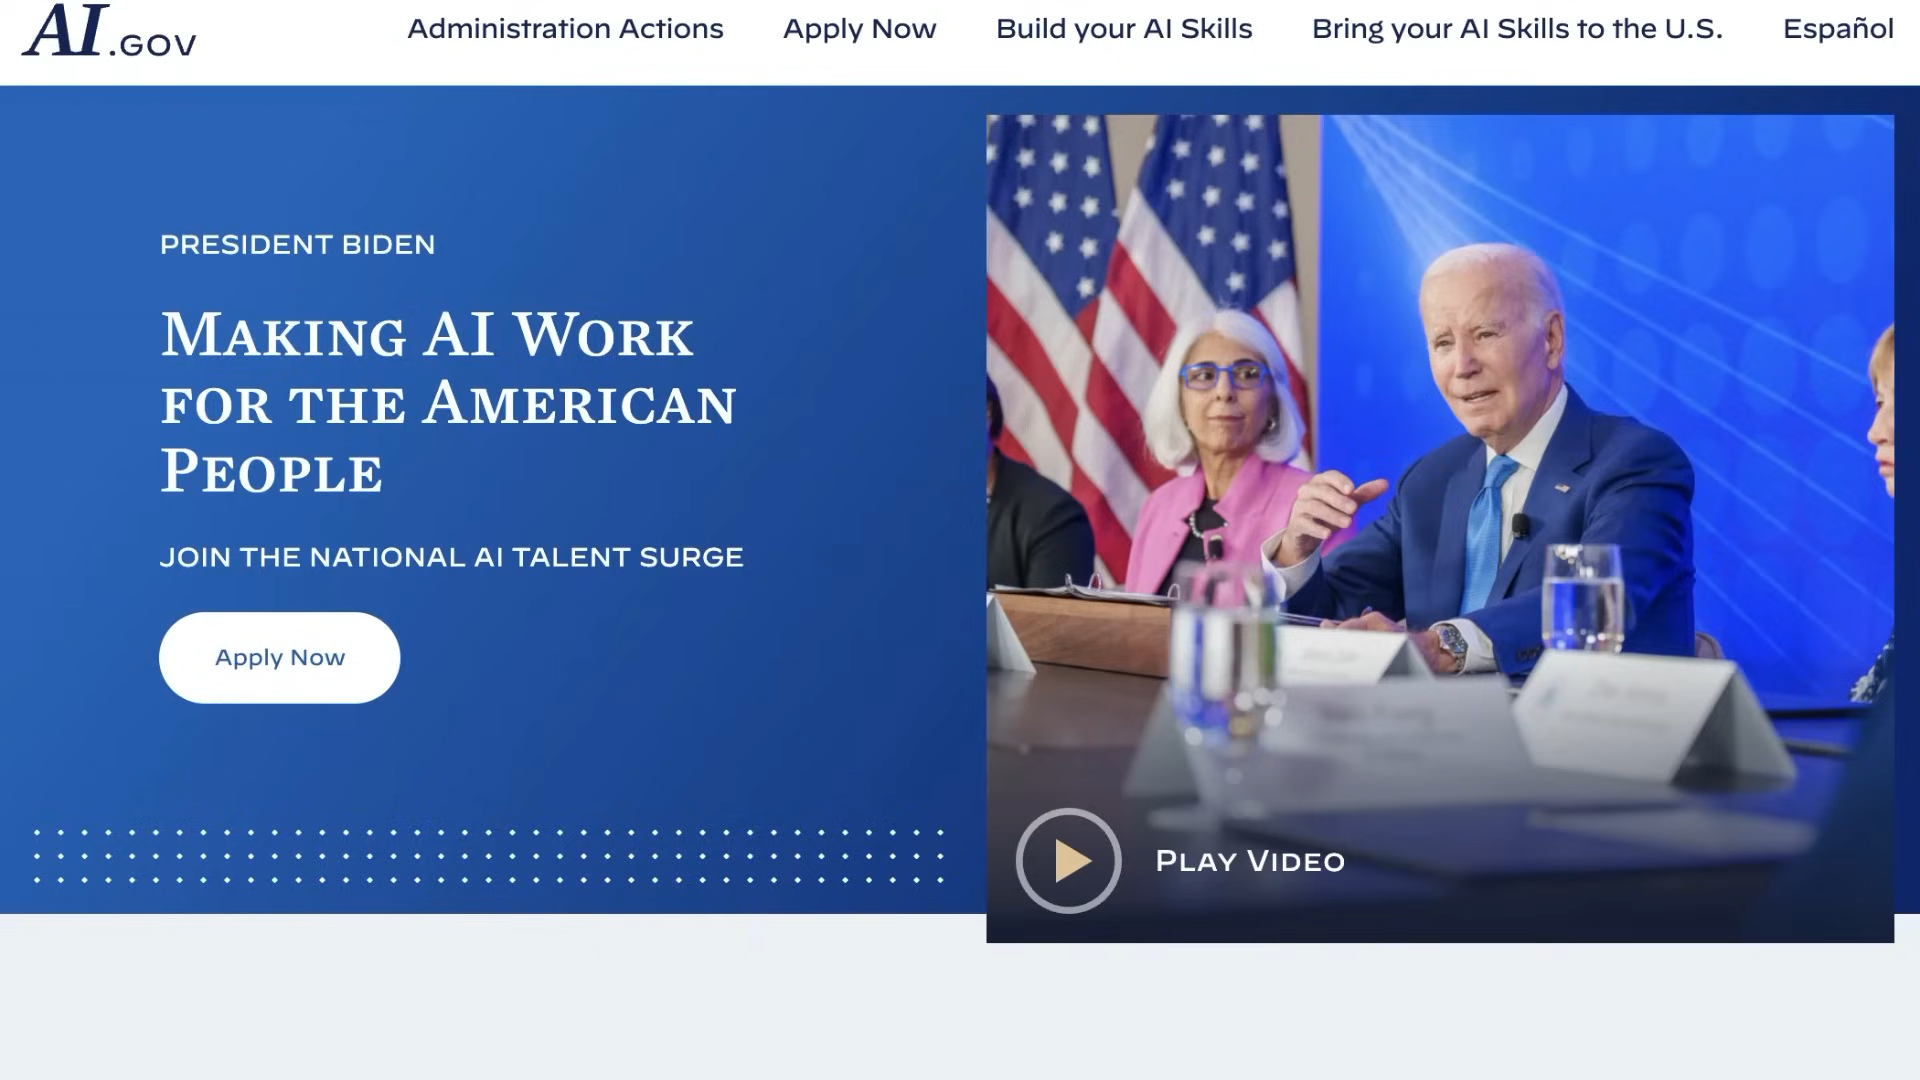 AI.GOV
Administration Actions
Apply Now
Build your AI Skills
Bring your AI Skills to the U.S.
Español
PRESIDENT BIDEN
MAKING AI WORK
FOR THE AMERICAN
PEOPLE
JOIN THE NATIONAL AI TALENT SURGE
Apply Now
PLAY VIDEO